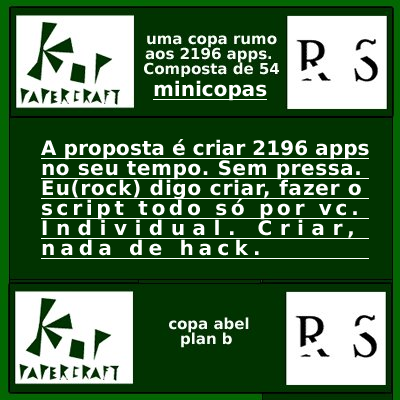 uma copa rumo
aos 2196 apps.
Composta de 54
minicopas
KOP
PAPERCRAFT
R S
A proposta é criar 2196 apps
no seu tempo. Sem pressa.
Eu(rock) digo criar, fazer o
script todo só por vc.
Individual. Criar,
nada de hack.
KOP
PAPERCRAFT
copa abel
plan b
R S